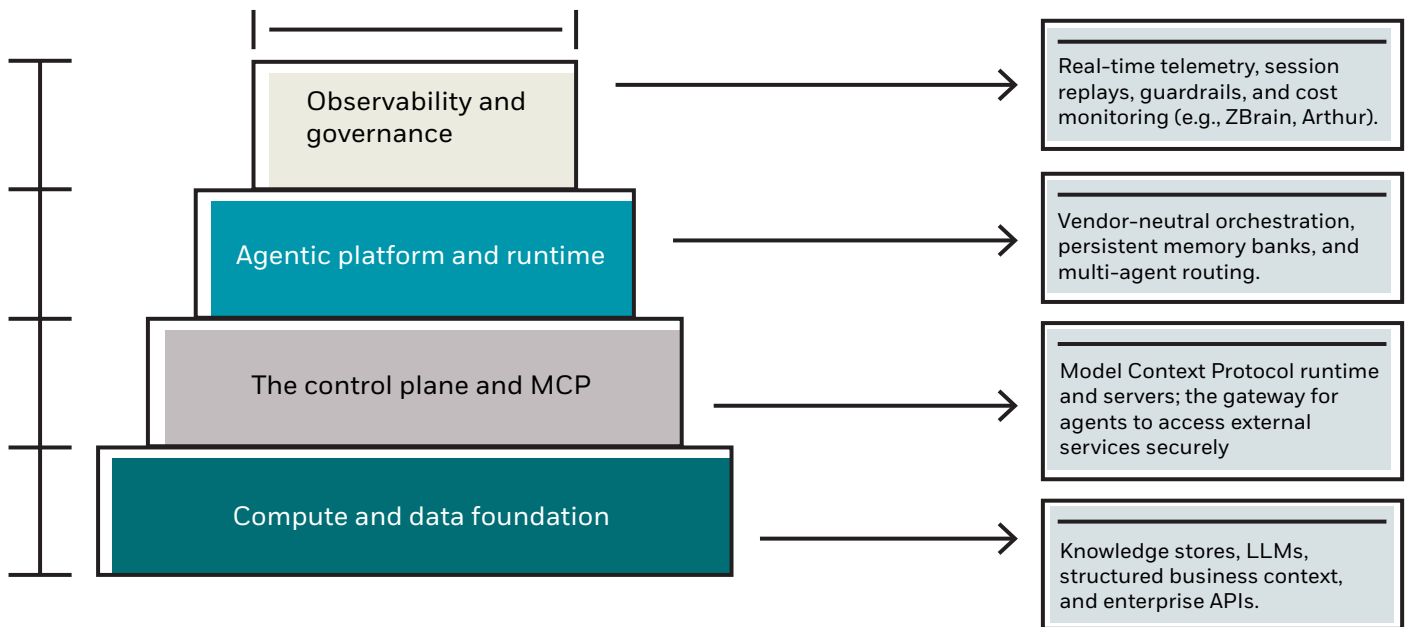 Observability and
governance
Real-time telemetry, session
replays, guardrails, and cost
monitoring (e.g., ZBrain, Arthur).
Agentic platform and runtime
Vendor-neutral orchestration,
persistent memory banks, and
multi-agent routing.
The control plane and MCP
Model Context Protocol runtime
and servers; the gateway for
agents to access external
services securely
Compute and data foundation
Knowledge stores, LLMs,
structured business context,
and enterprise APIs.